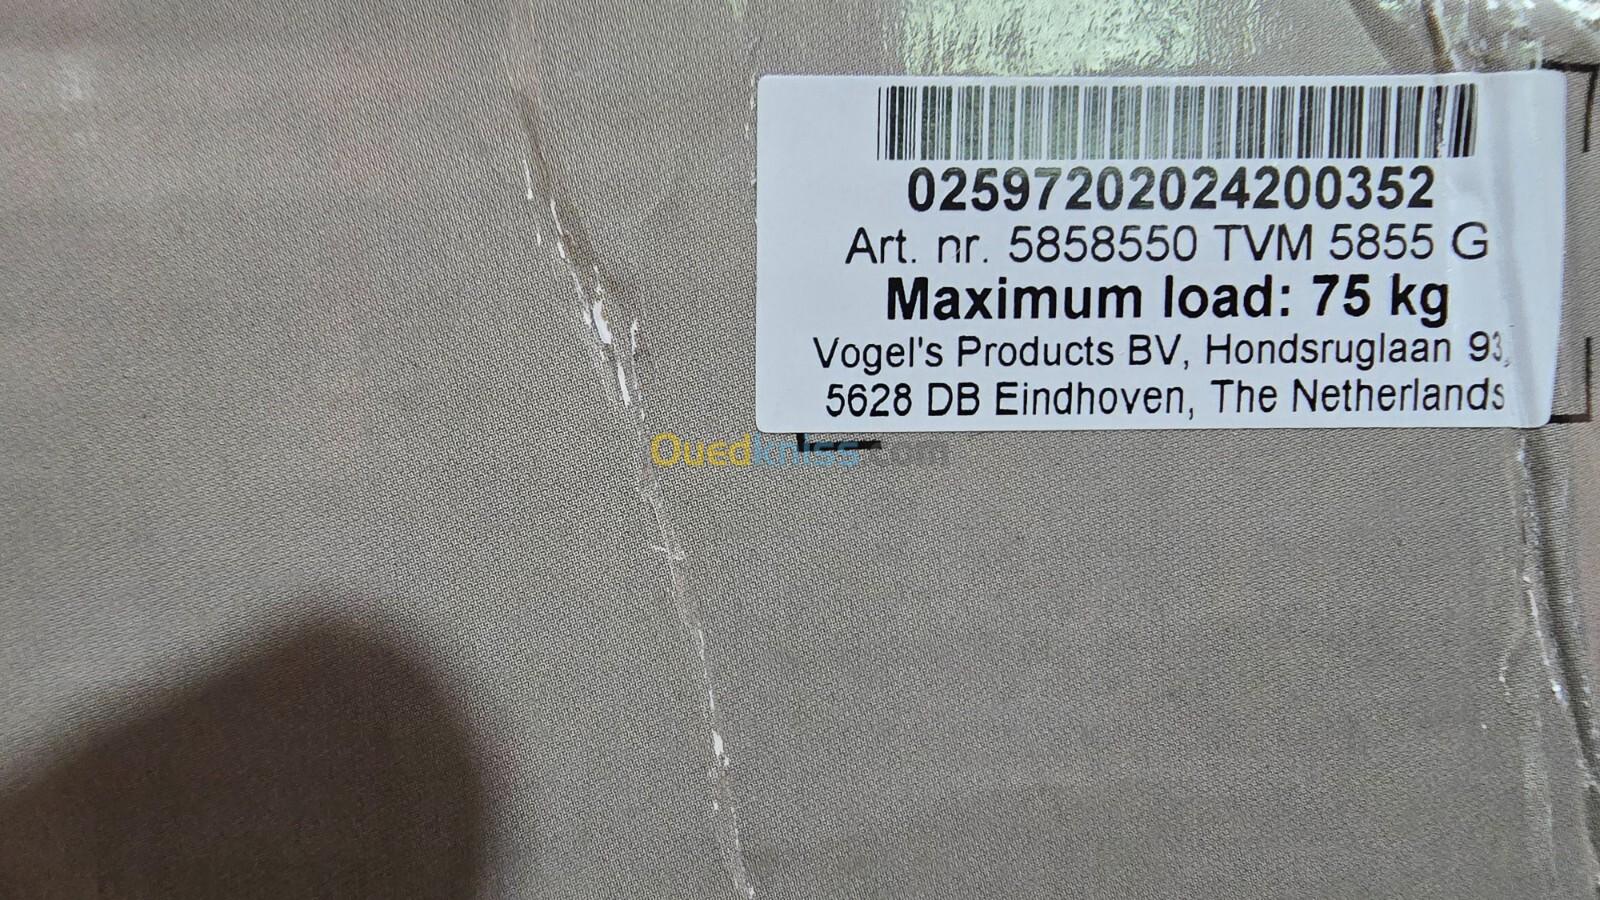 02597202024200352
Art. nr. 5858550 TVM 5855 G
Maximum load: 75 kg
Vogel's Products BV, Hondsruglaan 93,
5628 DB Eindhoven, The Netherlands
Ouedkniss.com